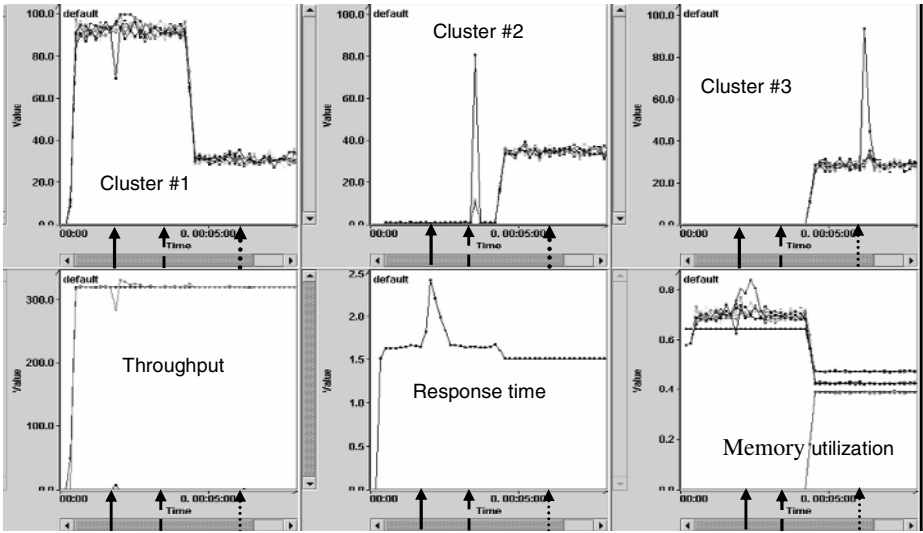 default
100.0
80.0
60.0
40.0
20.0
0.0
Value
Cluster #1
00:00
0. 00:05:00
Time
default
100.0
80.0
60.0
40.0
20.0
0.0
Value
Cluster #2
00:00
0. 00:05:00
Time
default
100.0
80.0
60.0
40.0
20.0
0.0
Value
Cluster #3
00:00
0. 00:05:00
Time
default
300.0
200.0
100.0
0.0
Value
Throughput
00:00
0. 00:05:00
Time
default
2.5
2.0
1.5
1.0
0.5
0.0
Value
Response time
00:00
0. 00:05:00
Time
default
0.8
0.6
0.4
0.2
0.0
Value
Memory utilization
00:00
0. 00:05:00
Time